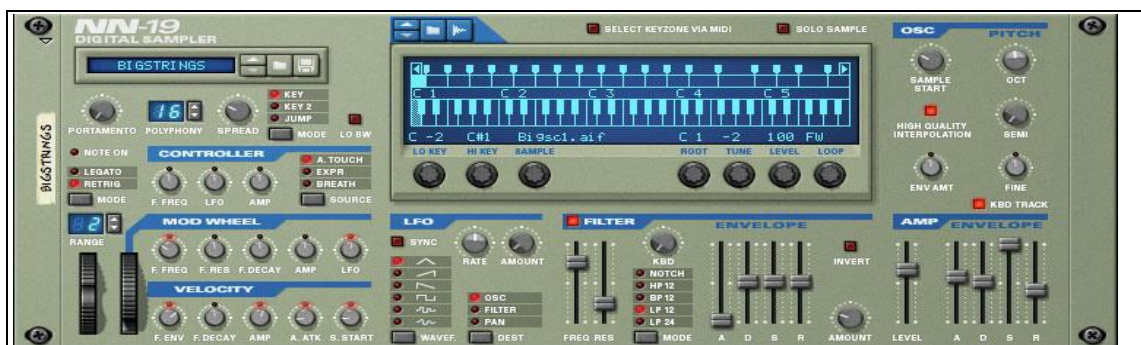 NN-19
DIGITAL SAMPLER
SELECT KEYZONE VIA MIDI
SOLO SAMPLE
OSC
PITCH
BIGSTRINGS
SAMPLE START
OCT
C 1 C 2 C 3 C 4 C 5
KEY
KEY 2
JUMP
PORTAMENTO
16
POLYPHONY
SPREAD
MODE
LO BW
HIGH QUALITY INTERPOLATION
SEMI
C -2 C#1 Bigsc1.aif C 1 -2 100 FW
LO KEY HI KEY SAMPLE ROOT TUNE LEVEL LOOP
BIGSTRINGS
NOTE ON
CONTROLLER
LEGATO
RETRIG
MODE
F. FREQ LFO AMP
A. TOUCH
EXPR
BREATH
SOURCE
ENV AMT
FINE
KBD TRACK
2
RANGE
MOD WHEEL
F. FREQ F. RES F. DECAY AMP LFO
VELOCITY
F. ENV F. DECAY AMP A. ATK S. START
LFO
SYNC
RATE AMOUNT
OSC
FILTER
PAN
WAVEF. DEST
FILTER
ENVELOPE
KBD
NOTCH
HP 12
BP 12
LP 12
LP 24
INVERT
FREQ RES MODE A D S R AMOUNT
AMP ENVELOPE
LEVEL A D S R